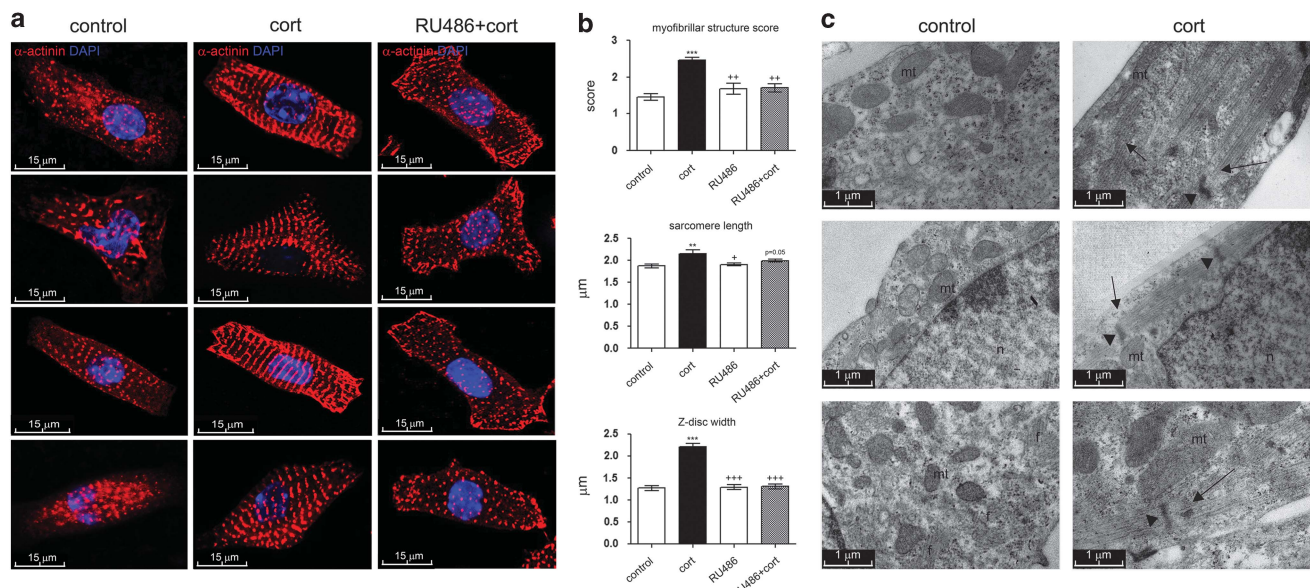 a
control
cort
RU486+cort
α-actinin DAPI
α-actinin DAPI
α-actinin DAPI
15 µm
15 µm
15 µm
15 µm
15 µm
15 µm
15 µm
15 µm
15 µm
15 µm
15 µm
15 µm
b
myofibrillar structure score
score
3
2
1
0
***
++
++
control
cort
RU486
RU486+cort
sarcomere length
µm
2.5
2.0
1.5
1.0
0.5
0.0
**
+
p=0.05
control
cort
RU486
RU486+cort
Z-disc width
µm
2.5
2.0
1.5
1.0
0.5
0.0
***
+++
+++
control
cort
RU486
RU486+cort
c
control
cort
mt
1 µm
mt
1 µm
mt
n
1 µm
mt
n
1 µm
mt
f
f
f
f
1 µm
mt
1 µm